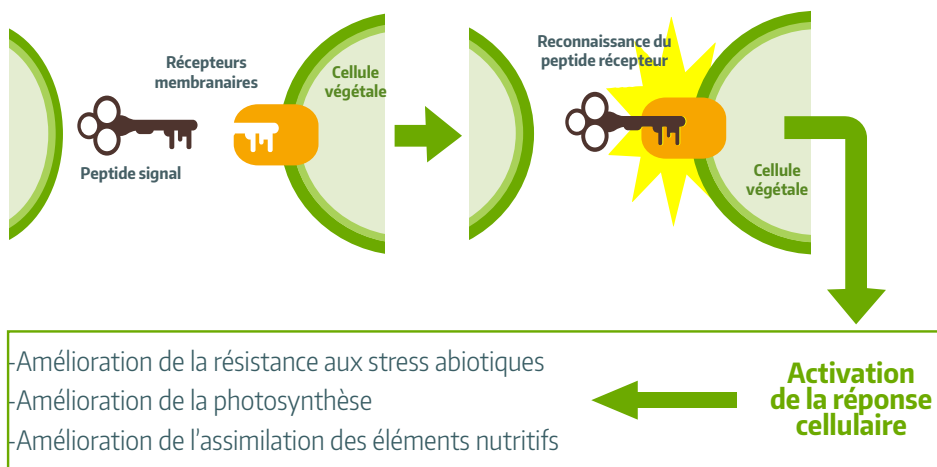 Récepteurs
membranaires
Cellule
végétale
Peptide signal
Reconnaissance du
peptide récepteur
Cellule
végétale
-Amélioration de la résistance aux stress abiotiques
-Amélioration de la photosynthèse
-Amélioration de l'assimilation des éléments nutritifs
Activation
de la réponse
cellulaire